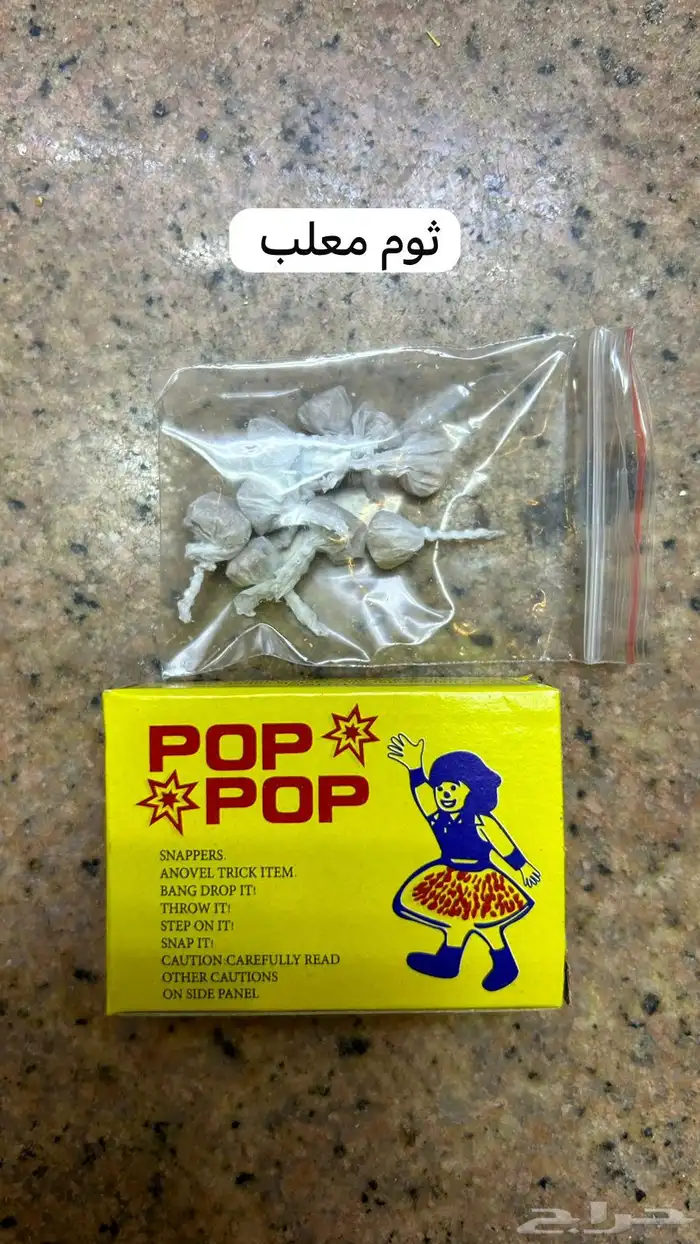 ثوم معلب
POP
POP
SNAPPERS.
ANOVEL TRICK ITEM.
BANG DROP IT!
THROW IT!
STEP ON IT!
SNAP IT!
CAUTION:CAREFULLY READ
OTHER CAUTIONS
ON SIDE PANEL
حراج